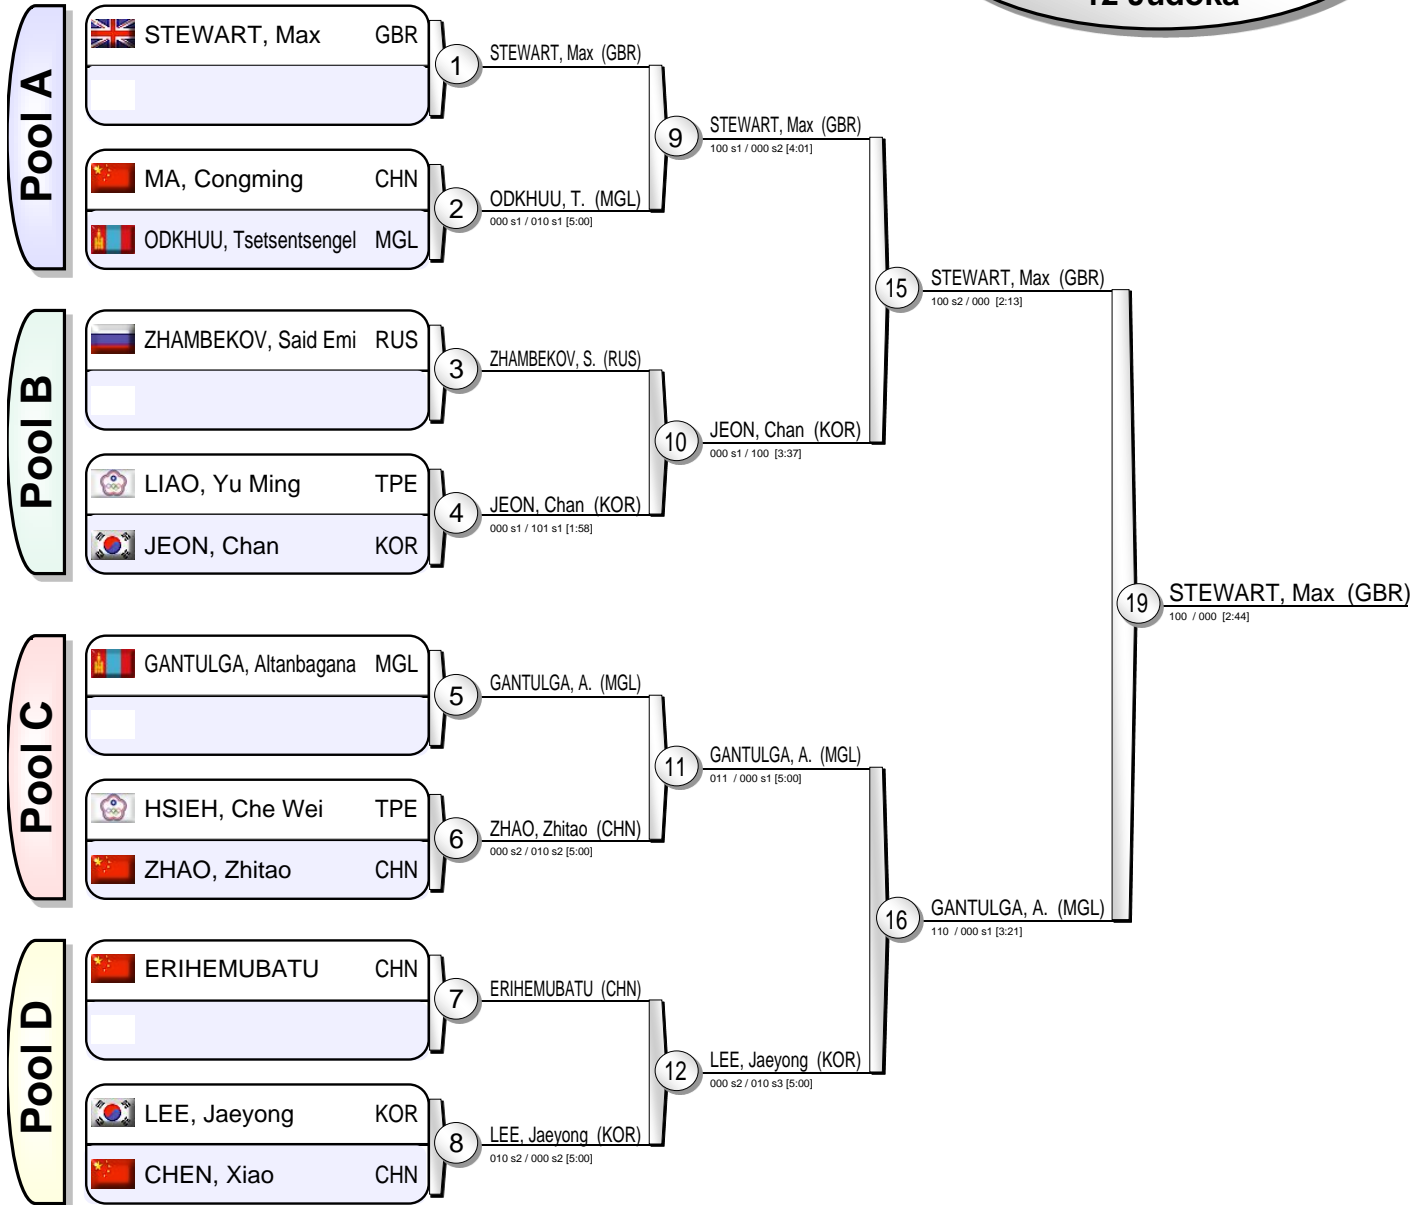 12 Judoka
Pool A
STEWART, Max GBR
MA, Congming CHN
ODKHUU, Tsetsentsengel MGL
Pool B
ZHAMBEKOV, Said Emi RUS
LIAO, Yu Ming TPE
JEON, Chan KOR
Pool C
GANTULGA, Altanbagana MGL
HSIEH, Che Wei TPE
ZHAO, Zhitao CHN
Pool D
ERIHEMUBATU CHN
LEE, Jaeyong KOR
CHEN, Xiao CHN
1
STEWART, Max (GBR)
2
ODKHUU, T. (MGL)
000 s1 / 010 s1 [5:00]
3
ZHAMBEKOV, S. (RUS)
4
JEON, Chan (KOR)
000 s1 / 101 s1 [1:58]
5
GANTULGA, A. (MGL)
6
ZHAO, Zhitao (CHN)
000 s2 / 010 s2 [5:00]
7
ERIHEMUBATU (CHN)
8
LEE, Jaeyong (KOR)
010 s2 / 000 s2 [5:00]
9
STEWART, Max (GBR)
100 s1 / 000 s2 [4:01]
10
JEON, Chan (KOR)
000 s1 / 100 [3:37]
11
GANTULGA, A. (MGL)
011 / 000 s1 [5:00]
12
LEE, Jaeyong (KOR)
000 s2 / 010 s3 [5:00]
15
STEWART, Max (GBR)
100 s2 / 000 [2:13]
16
GANTULGA, A. (MGL)
110 / 000 s1 [3:21]
19
STEWART, Max (GBR)
100 / 000 [2:44]